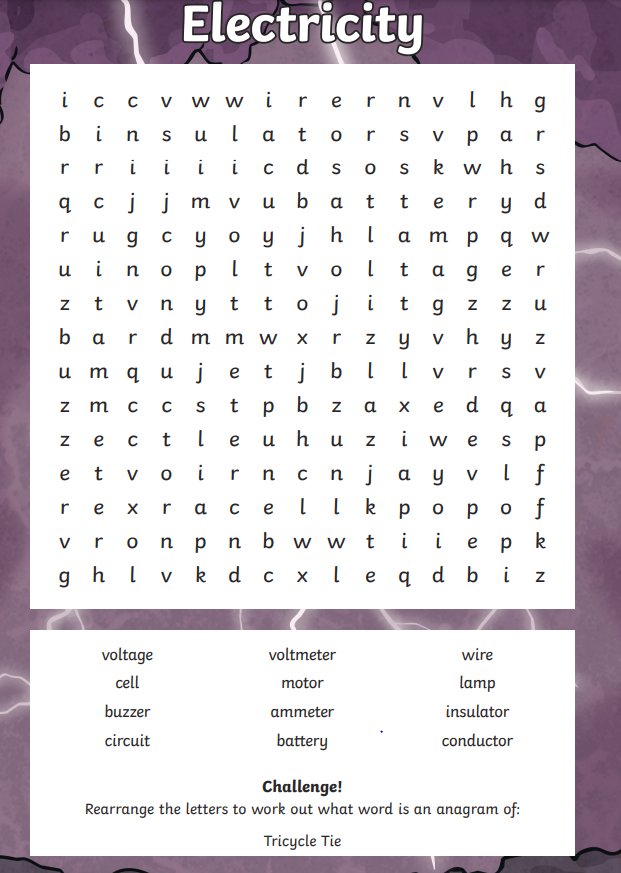 Electricity
i c c v w w i r e r n v l h g
b i n s u l a t o r s v p a r
r r i i i i c d s o s k w h s
q c j j m v u b a t t e r y d
r u g c y o y j h l a m p q w
u i n o p l t v o l t a g e r
z t v n y t t o j i t g z z u
b a r d m m w x r z y v h y z
u m q u j e t j b l l v r s v
z m c c s t p b z a x e d q a
z e c t l e u h u z i w e s p
e t v o i r n c n j a y v l f
r e x r a c e l l k p o p o f
v r o n p n b w w t i i e p k
g h l v k d c x l e q d b i z
voltage voltmeter wire
cell motor lamp
buzzer ammeter insulator
circuit battery conductor
Challenge!
Rearrange the letters to work out what word is an anagram of:
Tricycle Tie